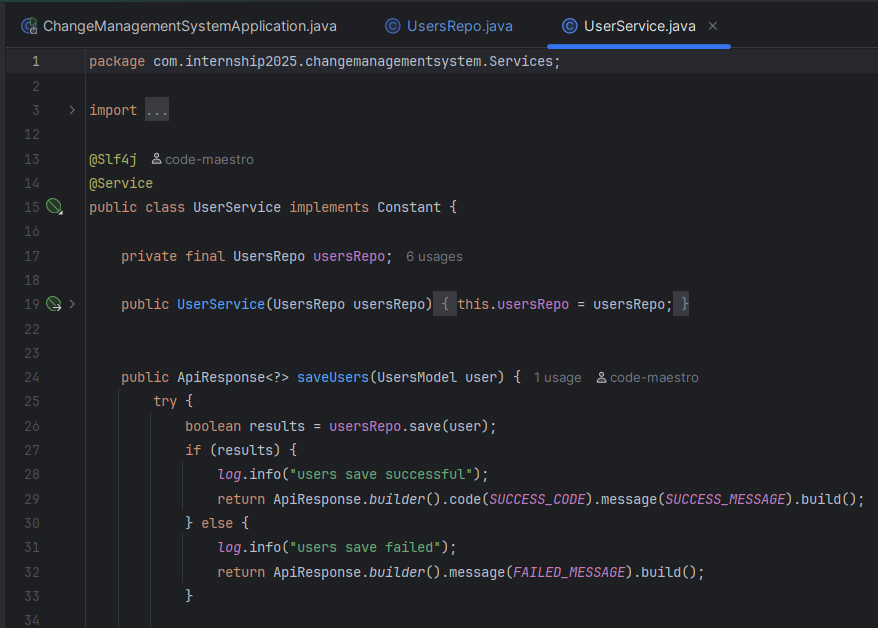 ChangeManagementSystemApplication.java UsersRepo.java UserService.java
1 package com.internship2025.changemanagementsystem.Services;
2
3 import ...
12
13 @Slf4j code-maestro
14 @Service
15 public class UserService implements Constant {
16
17 private final UsersRepo usersRepo; 6 usages
18
19 public UserService(UsersRepo usersRepo) { this.usersRepo = usersRepo; }
22
23
24 public ApiResponse<?> saveUsers(UsersModel user) { 1 usage code-maestro
25 try {
26 boolean results = usersRepo.save(user);
27 if (results) {
28 log.info("users save successful");
29 return ApiResponse.builder().code(SUCCESS_CODE).message(SUCCESS_MESSAGE).build();
30 } else {
31 log.info("users save failed");
32 return ApiResponse.builder().message(FAILED_MESSAGE).build();
33 }
34